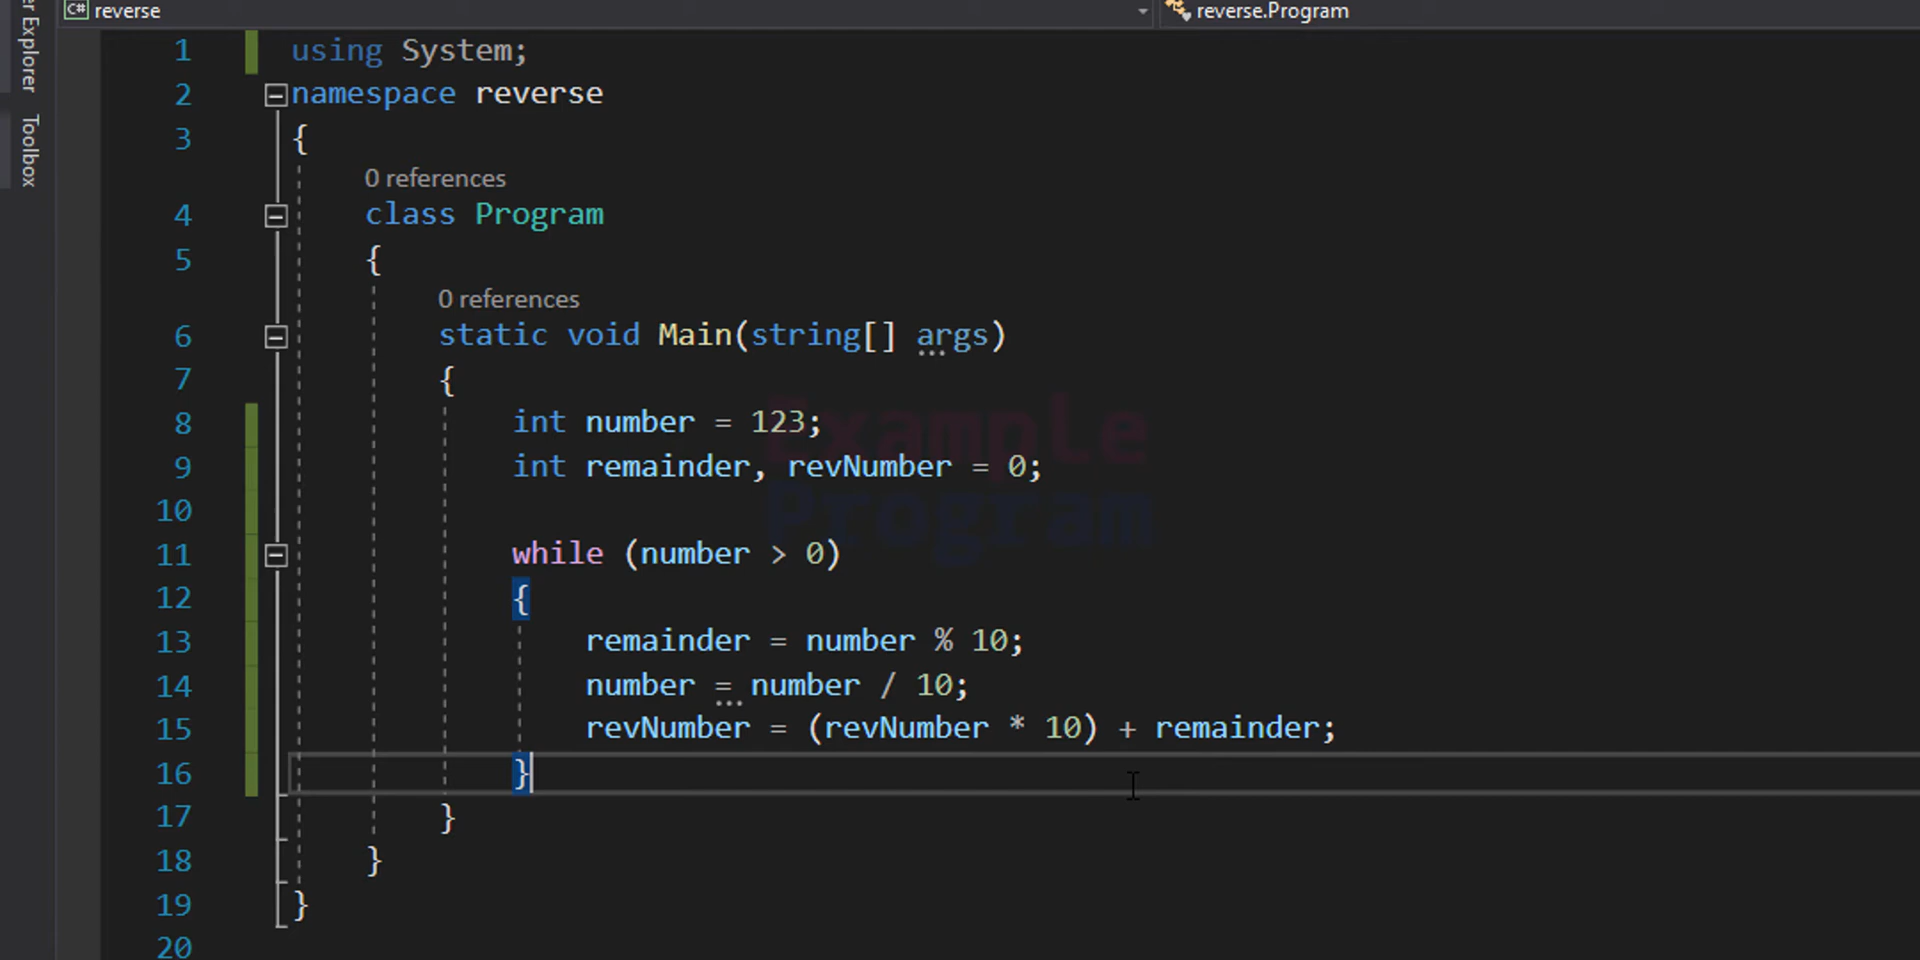 er Explorer
Toolbox
C# reverse
reverse.Program
1 using System;
2 namespace reverse
3 {
0 references
4 class Program
5 {
0 references
6 static void Main(string[] args)
7 {
8 int number = 123;
9 int remainder, revNumber = 0;
10
11 while (number > 0)
12 {
13 remainder = number % 10;
14 number = number / 10;
15 revNumber = (revNumber * 10) + remainder;
16 }
17 }
18 }
19 }
20
Example
Program